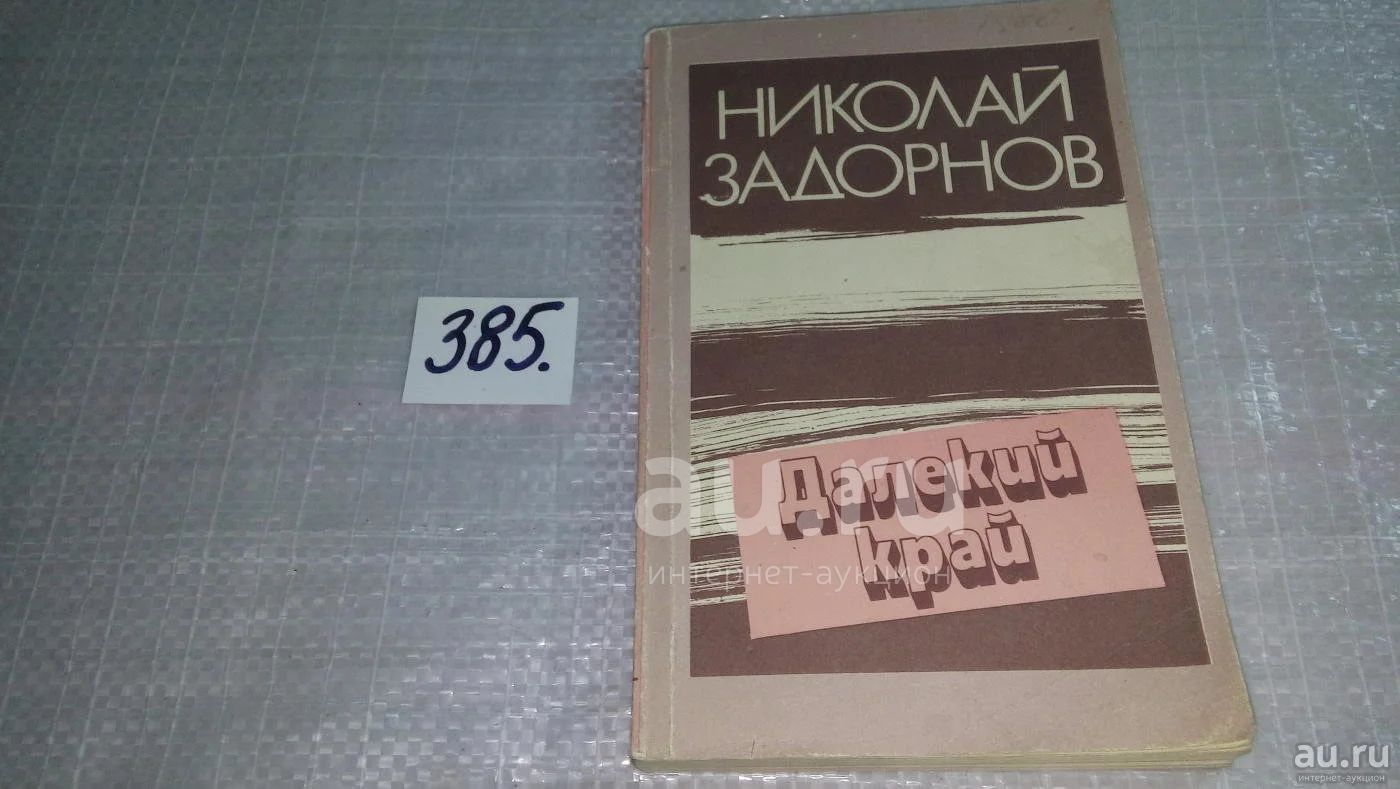 НИКОЛАЙ
ЗАДОРНОВ
385.
Далекий
край
au.ru
интернет-аукцион
au.ru
интернет-аукцион